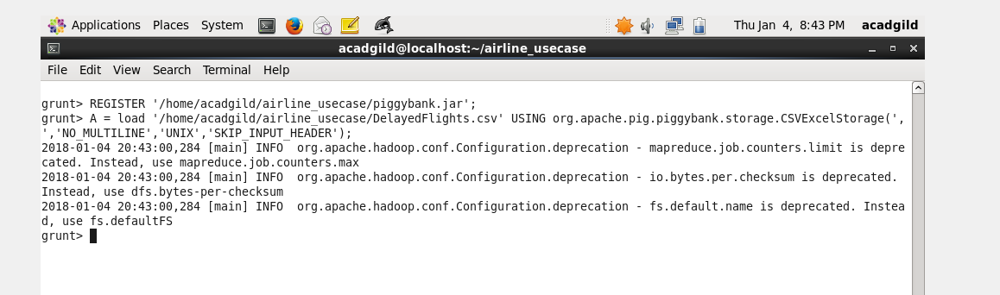 Applications Places System Thu Jan 4, 8:43 PM acadgild
acadgild@localhost:~/airline_usecase
File Edit View Search Terminal Help
grunt> REGISTER '/home/acadgild/airline_usecase/piggybank.jar';
grunt> A = load '/home/acadgild/airline_usecase/DelayedFlights.csv' USING org.apache.pig.piggybank.storage.CSVExcelStorage(',
','NO_MULTILINE','UNIX','SKIP_INPUT_HEADER');
2018-01-04 20:43:00,284 [main] INFO  org.apache.hadoop.conf.Configuration.deprecation - mapreduce.job.counters.limit is depre
cated. Instead, use mapreduce.job.counters.max
2018-01-04 20:43:00,284 [main] INFO  org.apache.hadoop.conf.Configuration.deprecation - io.bytes.per.checksum is deprecated.
Instead, use dfs.bytes-per-checksum
2018-01-04 20:43:00,284 [main] INFO  org.apache.hadoop.conf.Configuration.deprecation - fs.default.name is deprecated. Instea
d, use fs.defaultFS
grunt>